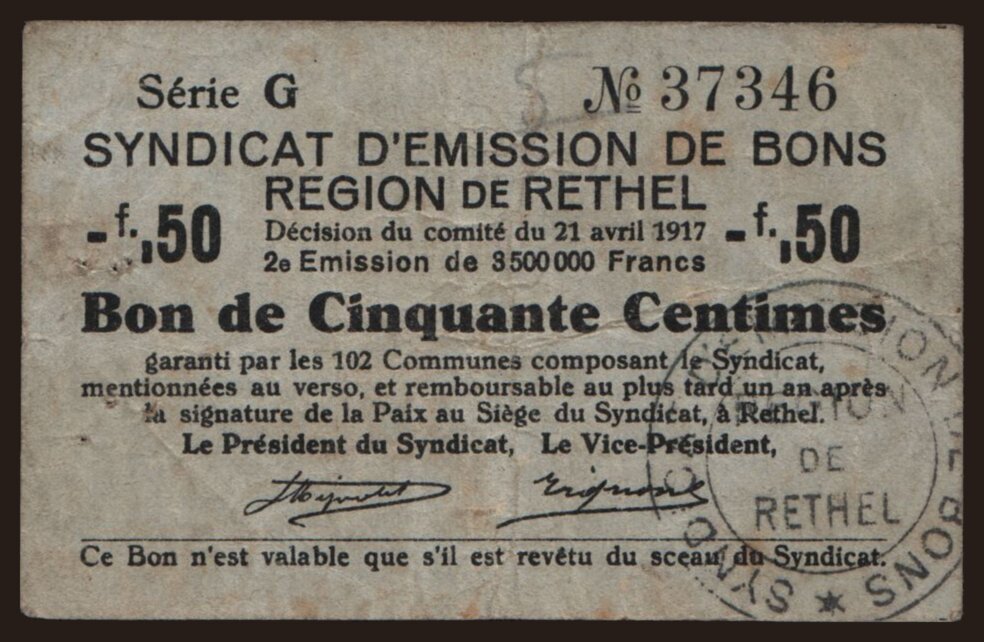 Série G № 37346
SYNDICAT D'EMISSION DE BONS
REGION DE RETHEL
- f.,50 Décision du comité du 21 avril 1917 - f.,50
2e Emission de 3500000 Francs
Bon de Cinquante Centimes
garanti par les 102 Communes composant le Syndicat,
mentionnées au verso, et remboursable au plus tard un an après
la signature de la Paix au Siège du Syndicat, à Rethel.
Le Président du Syndicat, Le Vice-Président,
Ce Bon n'est valable que s'il est revêtu du sceau du Syndicat.
DE BONS
DE
RETHEL